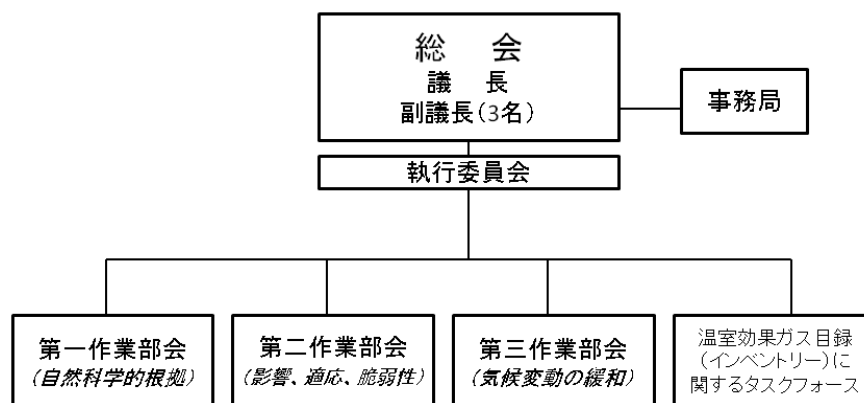 総　会
議　長
副議長(3名)
事務局
執行委員会
第一作業部会
(自然科学的根拠)
第二作業部会
(影響、適応、脆弱性)
第三作業部会
(気候変動の緩和)
温室効果ガス目録
(インベントリー)に
関するタスクフォース